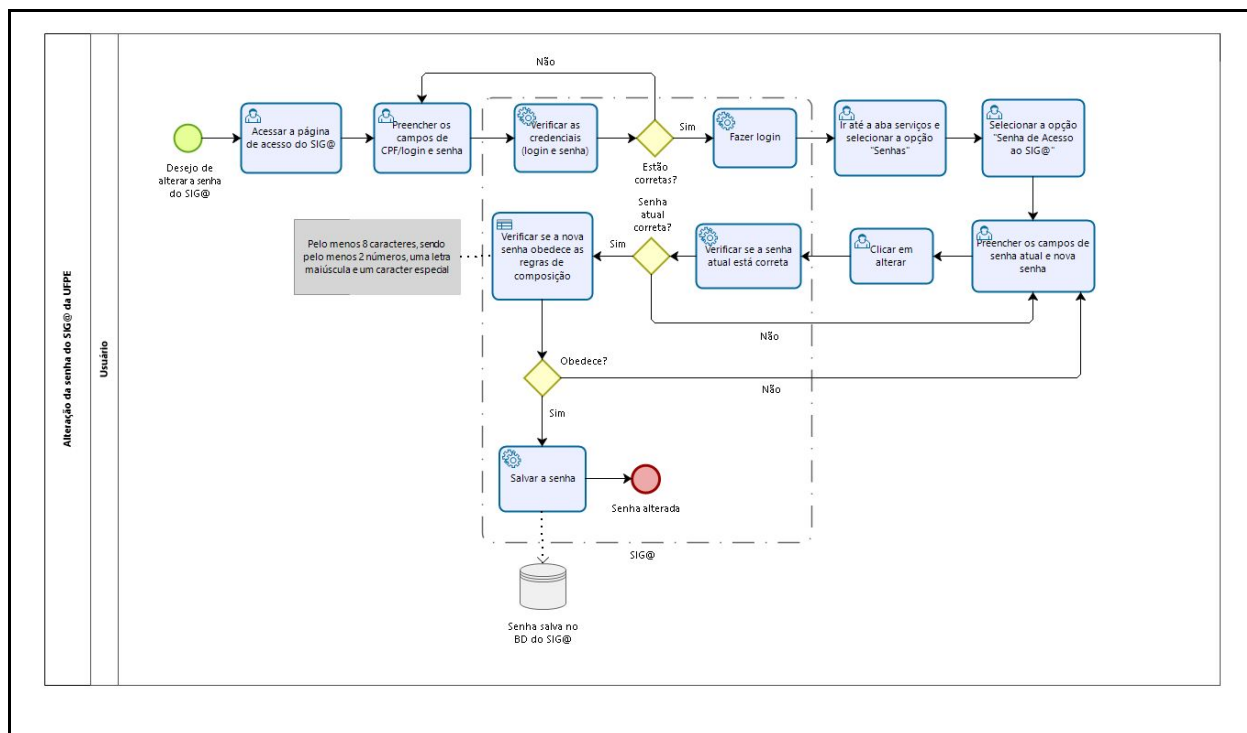 Alteração da senha do SIG@ da UFPE
Usuário
Desejo de
alterar a senha
do SIG@
Acessar a página
de acesso do SIG@
Preencher os
campos de
CPF/login e senha
Não
Verificar as
credenciais
(login e senha)
Estão
corretas?
Sim
Fazer login
Ir até a aba serviços e
selecionar a opção
"Senhas"
Selecionar a opção
"Senha de Acesso
ao SIG@"
Preencher os campos de
senha atual e nova
senha
Clicar em
alterar
Verificar se a senha
atual está correta
Senha
atual
correta?
Não
Sim
Verificar se a nova
senha obedece as
regras de
composição
Pelo menos 8 caracteres, sendo
pelo menos 2 números, uma letra
maiúscula e um caracter especial
Obedece?
Não
Sim
Salvar a senha
Senha alterada
SIG@
Senha salva no
BD do SIG@